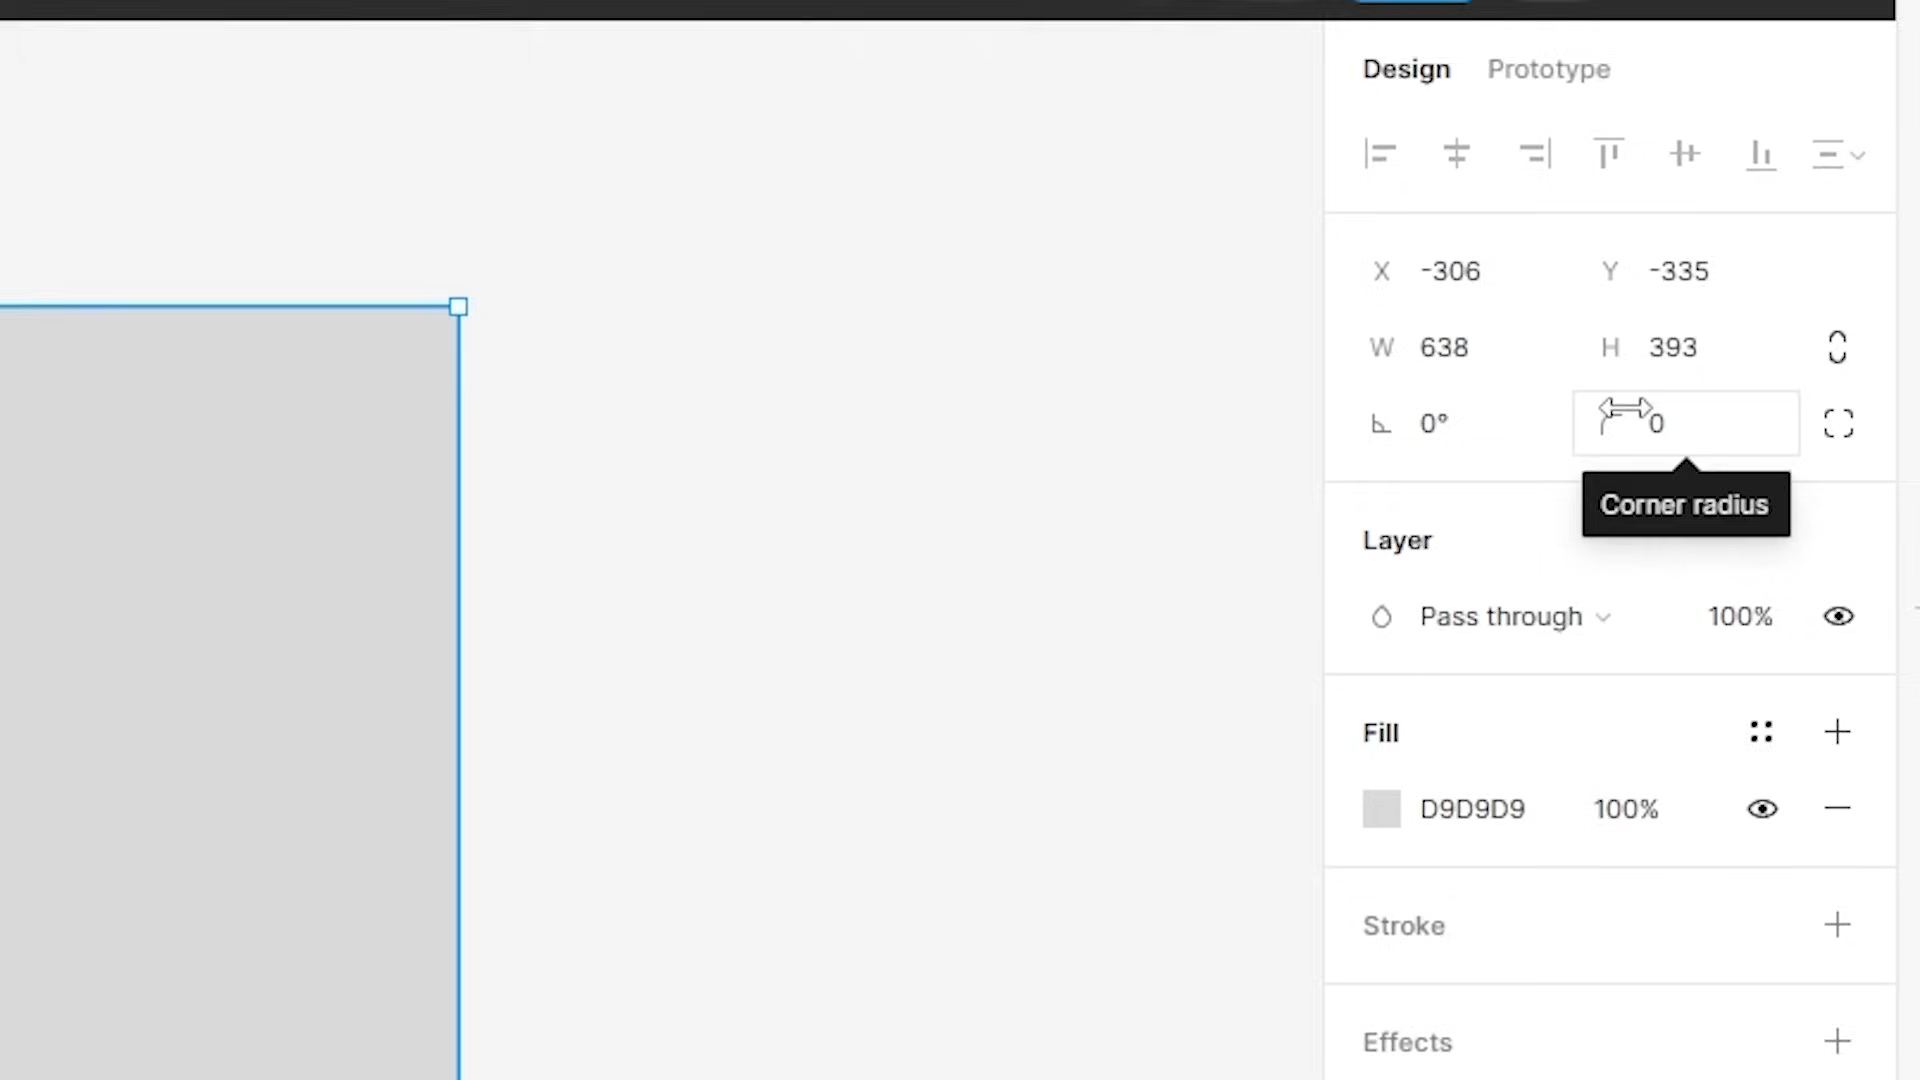 Design Prototype
X -306 Y -335
W 638 H 393
0° 0
Corner radius
Layer
Pass through 100%
Fill
D9D9D9 100%
Stroke
Effects